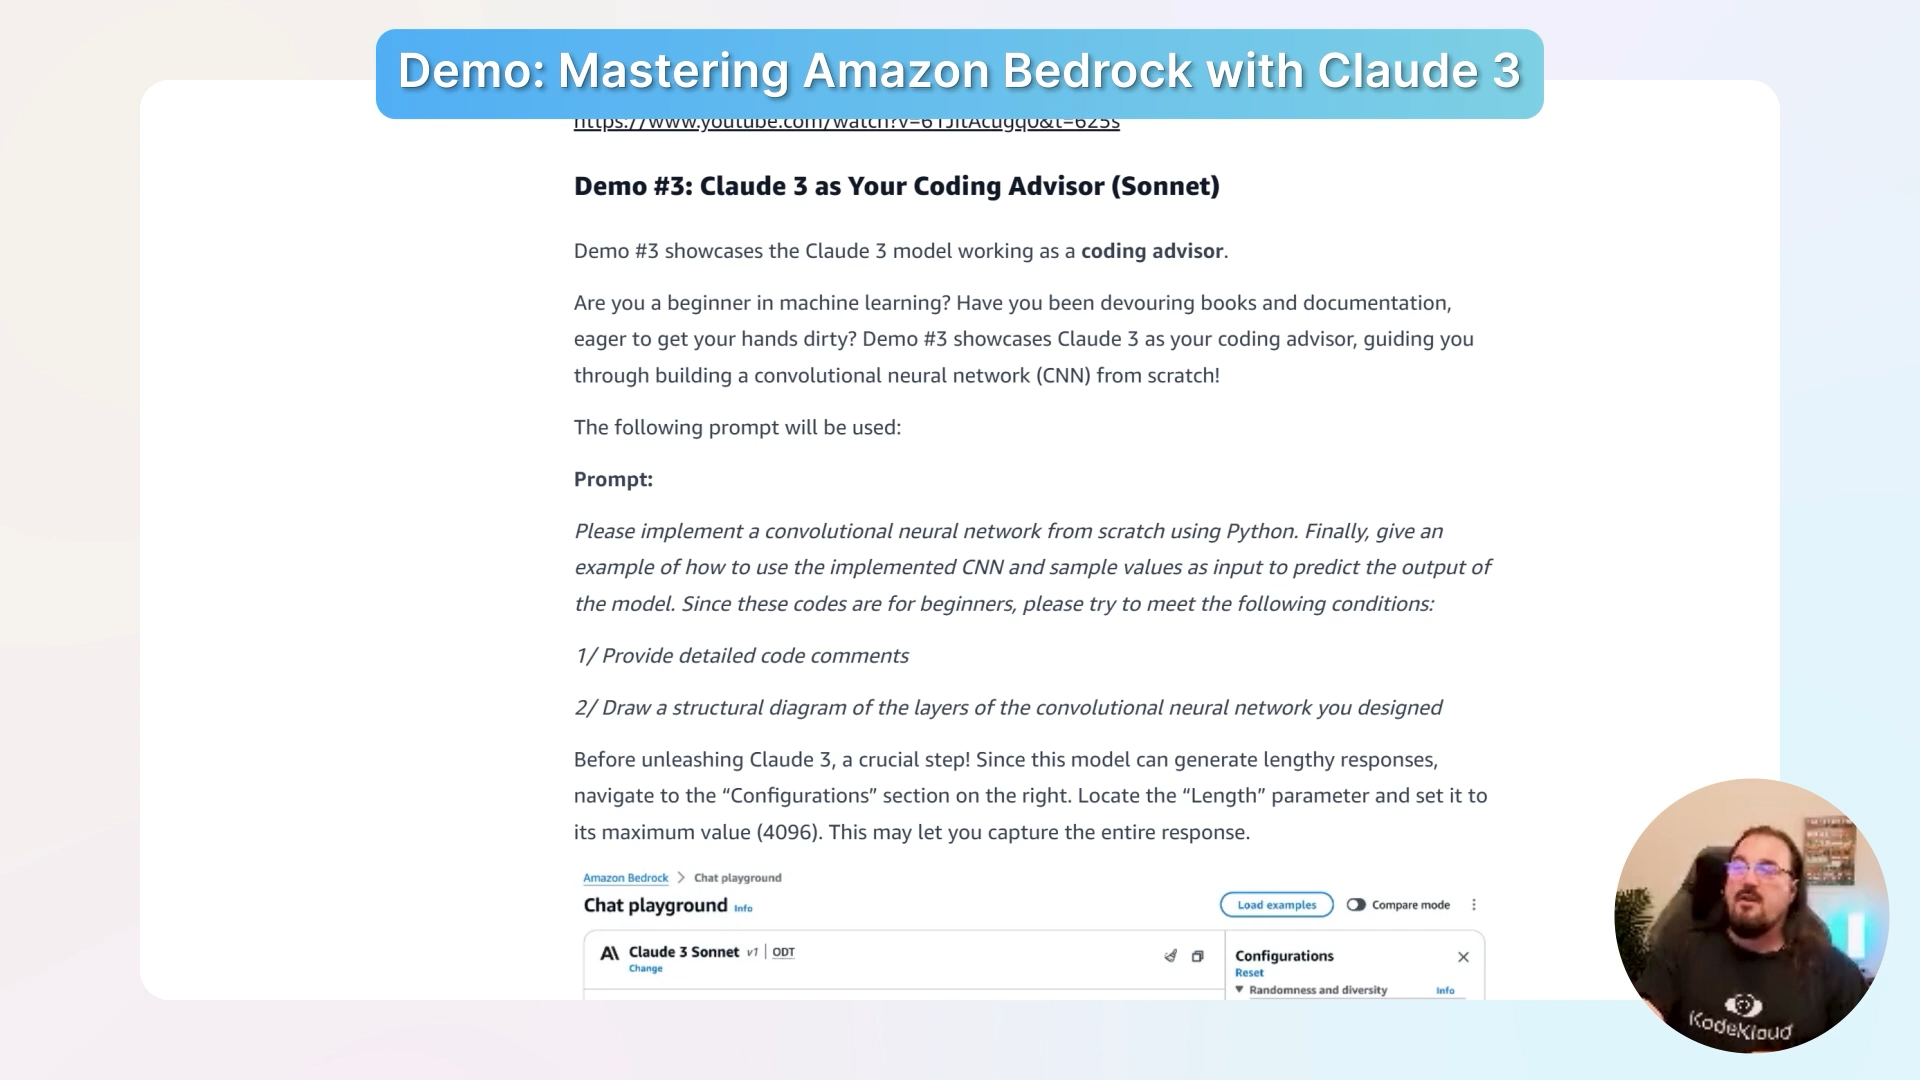 Demo: Mastering Amazon Bedrock with Claude 3
Demo #3: Claude 3 as Your Coding Advisor (Sonnet)
Demo #3 showcases the Claude 3 model working as a coding advisor.
Are you a beginner in machine learning? Have you been devouring books and documentation,
eager to get your hands dirty? Demo #3 showcases Claude 3 as your coding advisor, guiding you
through building a convolutional neural network (CNN) from scratch!
The following prompt will be used:
Prompt:
Please implement a convolutional neural network from scratch using Python. Finally, give an
example of how to use the implemented CNN and sample values as input to predict the output of
the model. Since these codes are for beginners, please try to meet the following conditions:
1/ Provide detailed code comments
2/ Draw a structural diagram of the layers of the convolutional neural network you designed
Before unleashing Claude 3, a crucial step! Since this model can generate lengthy responses,
navigate to the “Configurations” section on the right. Locate the “Length” parameter and set it to
its maximum value (4096). This may let you capture the entire response.
Amazon Bedrock > Chat playground
Chat playground Info
Load examples
Compare mode
Claude 3 Sonnet v1 | ODT
Change
Configurations
Reset
Randomness and diversity
Info
KodeKloud